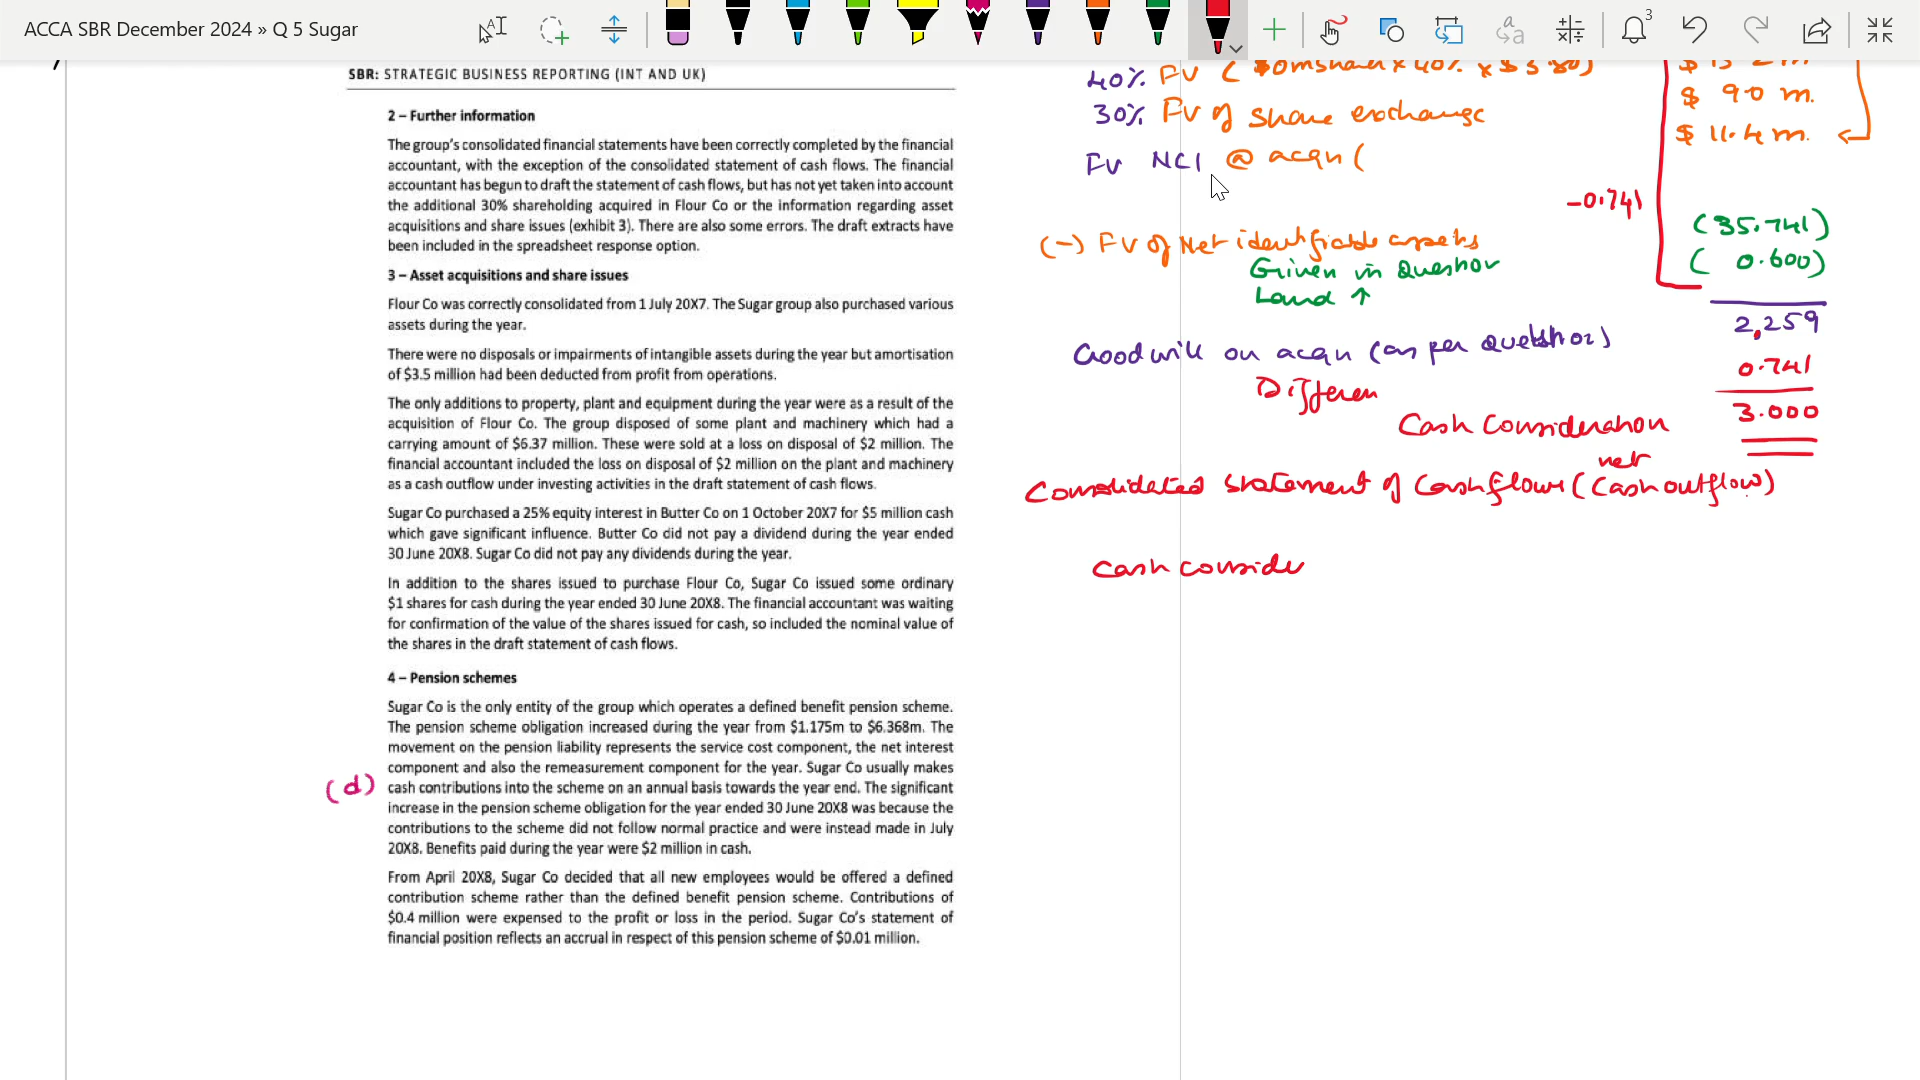 ACCA SBR December 2024 » Q 5 Sugar
3
SBR: STRATEGIC BUSINESS REPORTING (INT AND UK)
2 – Further information
The group's consolidated financial statements have been correctly completed by the financial
accountant, with the exception of the consolidated statement of cash flows. The financial
accountant has begun to draft the statement of cash flows, but has not yet taken into account
the additional 30% shareholding acquired in Flour Co or the information regarding asset
acquisitions and share issues (exhibit 3). There are also some errors. The draft extracts have
been included in the spreadsheet response option.
3 – Asset acquisitions and share issues
Flour Co was correctly consolidated from 1 July 20X7. The Sugar group also purchased various
assets during the year.
There were no disposals or impairments of intangible assets during the year but amortisation
of $3.5 million had been deducted from profit from operations.
The only additions to property, plant and equipment during the year were as a result of the
acquisition of Flour Co. The group disposed of some plant and machinery which had a
carrying amount of $6.37 million. These were sold at a loss on disposal of $2 million. The
financial accountant included the loss on disposal of $2 million on the plant and machinery
as a cash outflow under investing activities in the draft statement of cash flows.
Sugar Co purchased a 25% equity interest in Butter Co on 1 October 20X7 for $5 million cash
which gave significant influence. Butter Co did not pay a dividend during the year ended
30 June 20X8. Sugar Co did not pay any dividends during the year.
In addition to the shares issued to purchase Flour Co, Sugar Co issued some ordinary
$1 shares for cash during the year ended 30 June 20X8. The financial accountant was waiting
for confirmation of the value of the shares issued for cash, so included the nominal value of
the shares in the draft statement of cash flows.
4 – Pension schemes
Sugar Co is the only entity of the group which operates a defined benefit pension scheme.
The pension scheme obligation increased during the year from $1.175m to $6.368m. The
movement on the pension liability represents the service cost component, the net interest
component and also the remeasurement component for the year. Sugar Co usually makes
(d) cash contributions into the scheme on an annual basis towards the year end. The significant
increase in the pension scheme obligation for the year ended 30 June 20X8 was because the
contributions to the scheme did not follow normal practice and were instead made in July
20X8. Benefits paid during the year were $2 million in cash.
From April 20X8, Sugar Co decided that all new employees would be offered a defined
contribution scheme rather than the defined benefit pension scheme. Contributions of
$0.4 million were expensed to the profit or loss in the period. Sugar Co's statement of
financial position reflects an accrual in respect of this pension scheme of $0.01 million.
40% FV
30% FV of share exchange $ 9.0 m.
$ 11.4 m.
FV NCI @ acqn (
-0.741
(35.741)
(-) FV of Net identifiable assets
Given in Question (0.600)
Land ↑
2,259
Goodwill on acqn (as per
0.741
Differen
Cash Consideration 3.000
net
Consolidated statement of cashflows (cash outflow)
cash conside